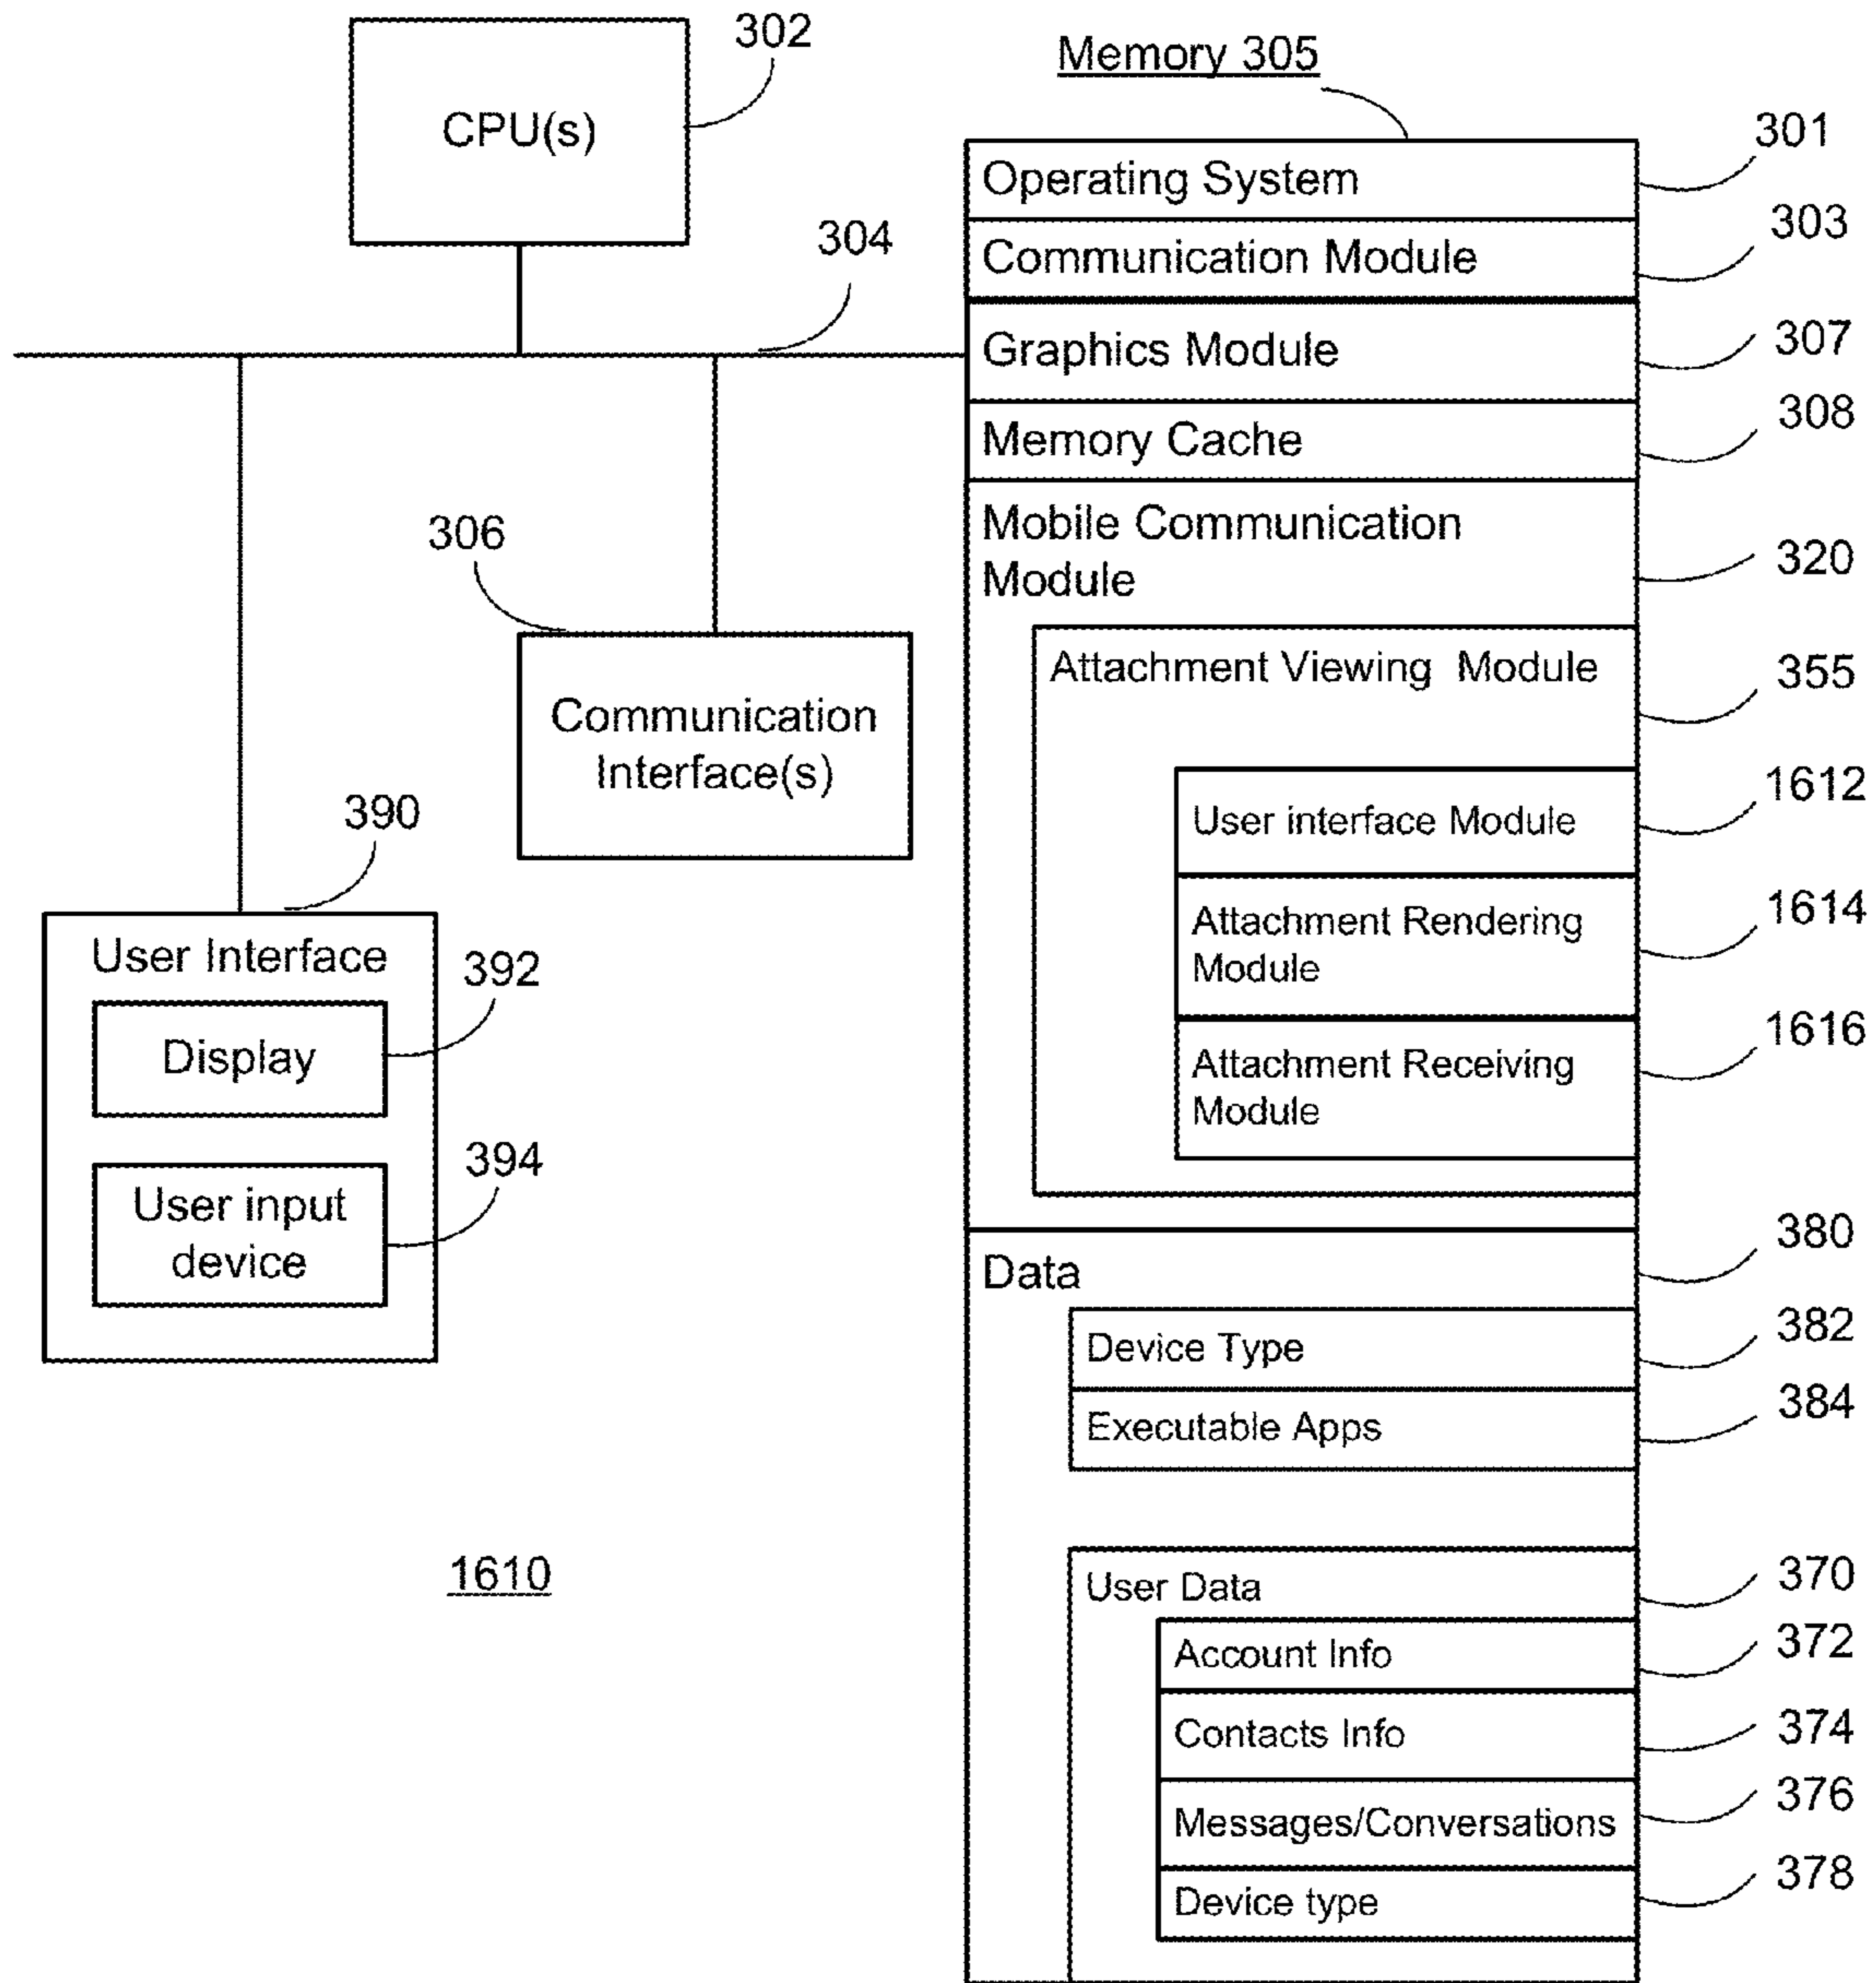 302
CPU(s)
304
306
Communication
Interface(s)
390
User Interface
392
Display
394
User input
device
1610
Memory 305
Operating System
301
Communication Module
303
Graphics Module
307
Memory Cache
308
Mobile Communication
Module
320
Attachment Viewing Module
355
User interface Module
1612
Attachment Rendering
Module
1614
Attachment Receiving
Module
1616
Data
380
Device Type
382
Executable Apps
384
User Data
370
Account Info
372
Contacts Info
374
Messages/Conversations
376
Device type
378